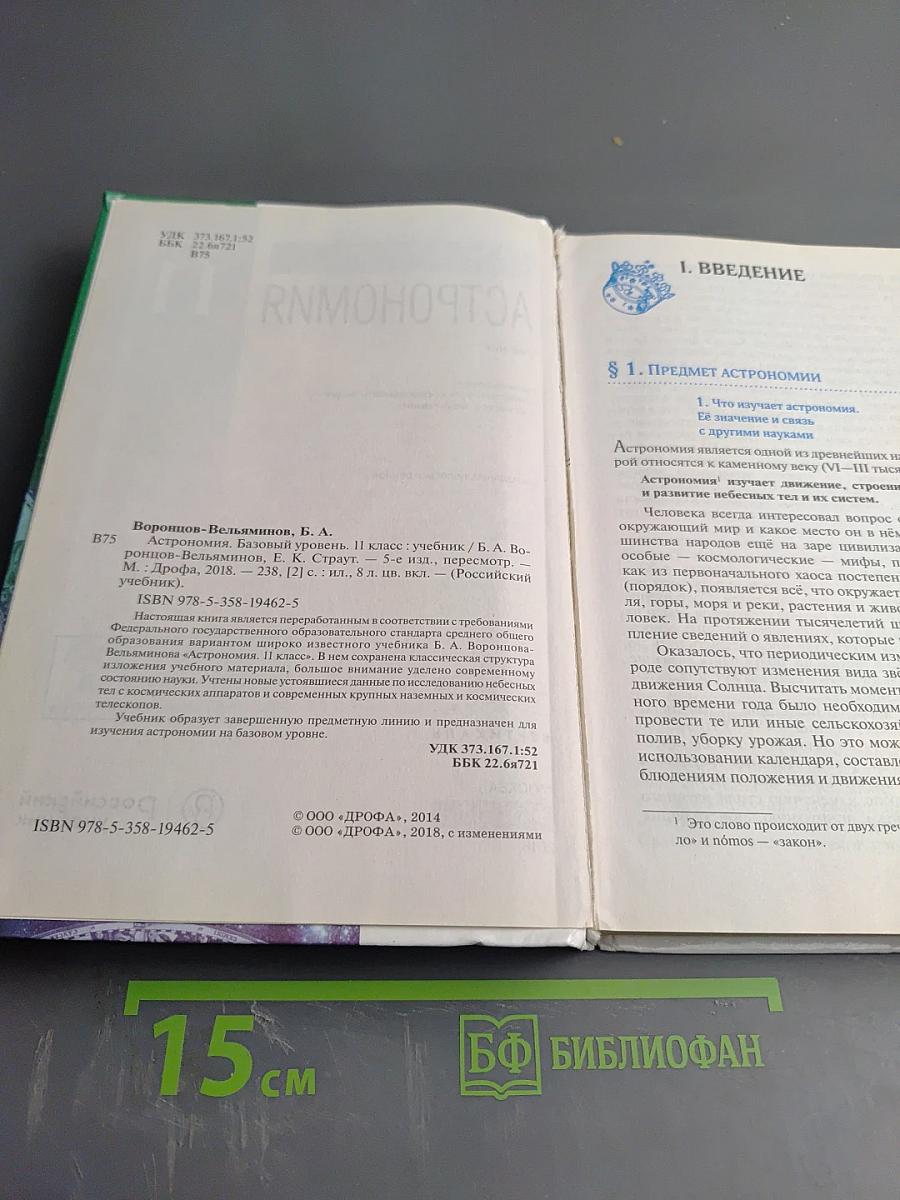 УДК 373.167.1:52
ББК 22.6я721
В75
АСТРОНОМИЯ
Воронцов-Вельяминов, Б. А.
В75 Астрономия. Базовый уровень. 11 класс : учебник / Б. А. Во-
ронцов-Вельяминов, Е. К. Страут. — 5-е изд., пересмотр. —
М. : Дрофа, 2018. — 238, [2] с. : ил., 8 л. цв. вкл. — (Российский
учебник).
ISBN 978-5-358-19462-5
Настоящая книга является переработанным в соответствии с требованиями
Федерального государственного образовательного стандарта среднего общего
образования вариантом широко известного учебника Б. А. Воронцова-
Вельяминова «Астрономия. 11 класс». В нем сохранена классическая структура
изложения учебного материала, большое внимание уделено современному
состоянию науки. Учтены новые устоявшиеся данные по исследованию небесных
тел с космических аппаратов и современных крупных наземных и космических
телескопов.
Учебник образует завершенную предметную линию и предназначен для
изучения астрономии на базовом уровне.
УДК 373.167.1:52
ББК 22.6я721
ISBN 978-5-358-19462-5
© ООО «ДРОФА», 2014
© ООО «ДРОФА», 2018, с изменениями
I. ВВЕДЕНИЕ
§ 1. ПРЕДМЕТ АСТРОНОМИИ
1. Что изучает астрономия.
Её значение и связь
с другими науками
Астрономия является одной из древнейших на
рой относятся к каменному веку (VI—III тыся
Астрономия¹ изучает движение, строени
и развитие небесных тел и их систем.
Человека всегда интересовал вопрос о
окружающий мир и какое место он в нём
шинства народов ещё на заре цивилиза
особые — космологические — мифы, п
как из первоначального хаоса постепен
(порядок), появляется всё, что окружает
ля, горы, моря и реки, растения и живо
ловек. На протяжении тысячелетий ш
пление сведений о явлениях, которые
Оказалось, что периодическим изм
роде сопутствуют изменения вида звё
движения Солнца. Высчитать момент
ного времени года было необходим
провести те или иные сельскохозя
полив, уборку урожая. Но это мож
использовании календаря, составле
блюдениям положения и движения
¹ Это слово происходит от двух греч
ло» и nómos — «закон».
15 см
БФ БИБЛИОФАН